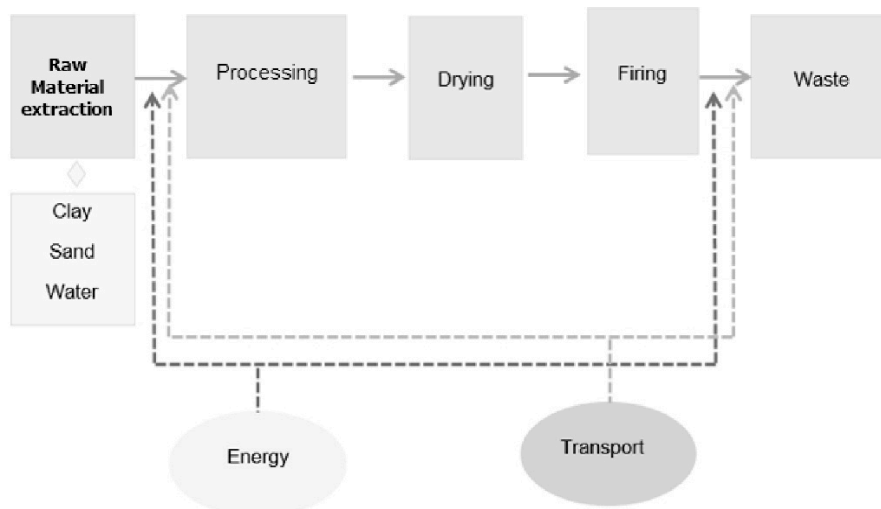 Raw
Material
extraction
Processing
Drying
Firing
Waste
Clay
Sand
Water
Energy
Transport